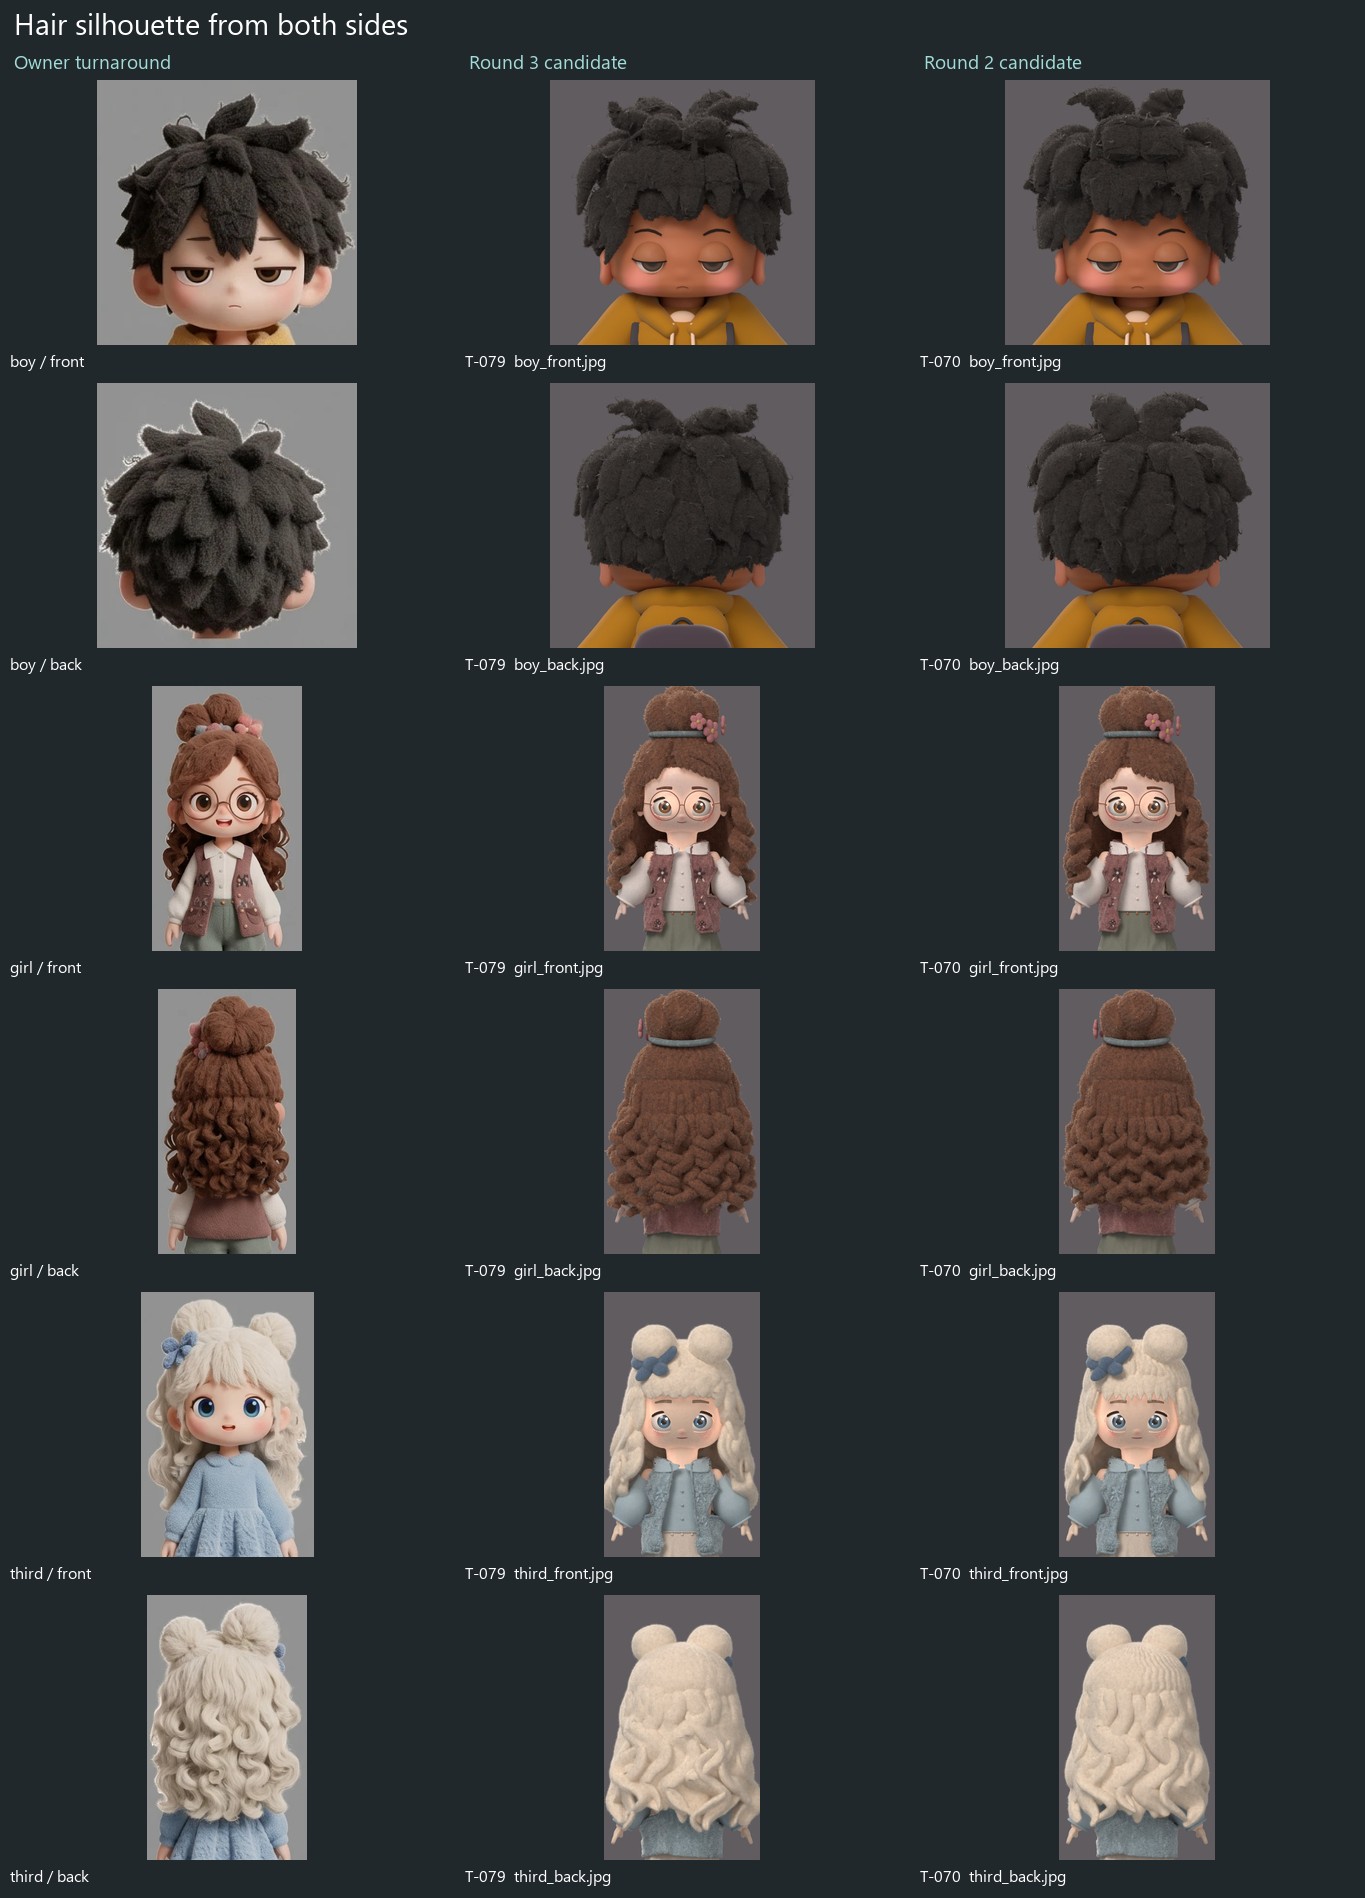 Hair silhouette from both sides
Owner turnaround
Round 3 candidate
Round 2 candidate
boy / front
T-079 boy_front.jpg
T-070 boy_front.jpg
boy / back
T-079 boy_back.jpg
T-070 boy_back.jpg
girl / front
T-079 girl_front.jpg
T-070 girl_front.jpg
girl / back
T-079 girl_back.jpg
T-070 girl_back.jpg
third / front
T-079 third_front.jpg
T-070 third_front.jpg
third / back
T-079 third_back.jpg
T-070 third_back.jpg